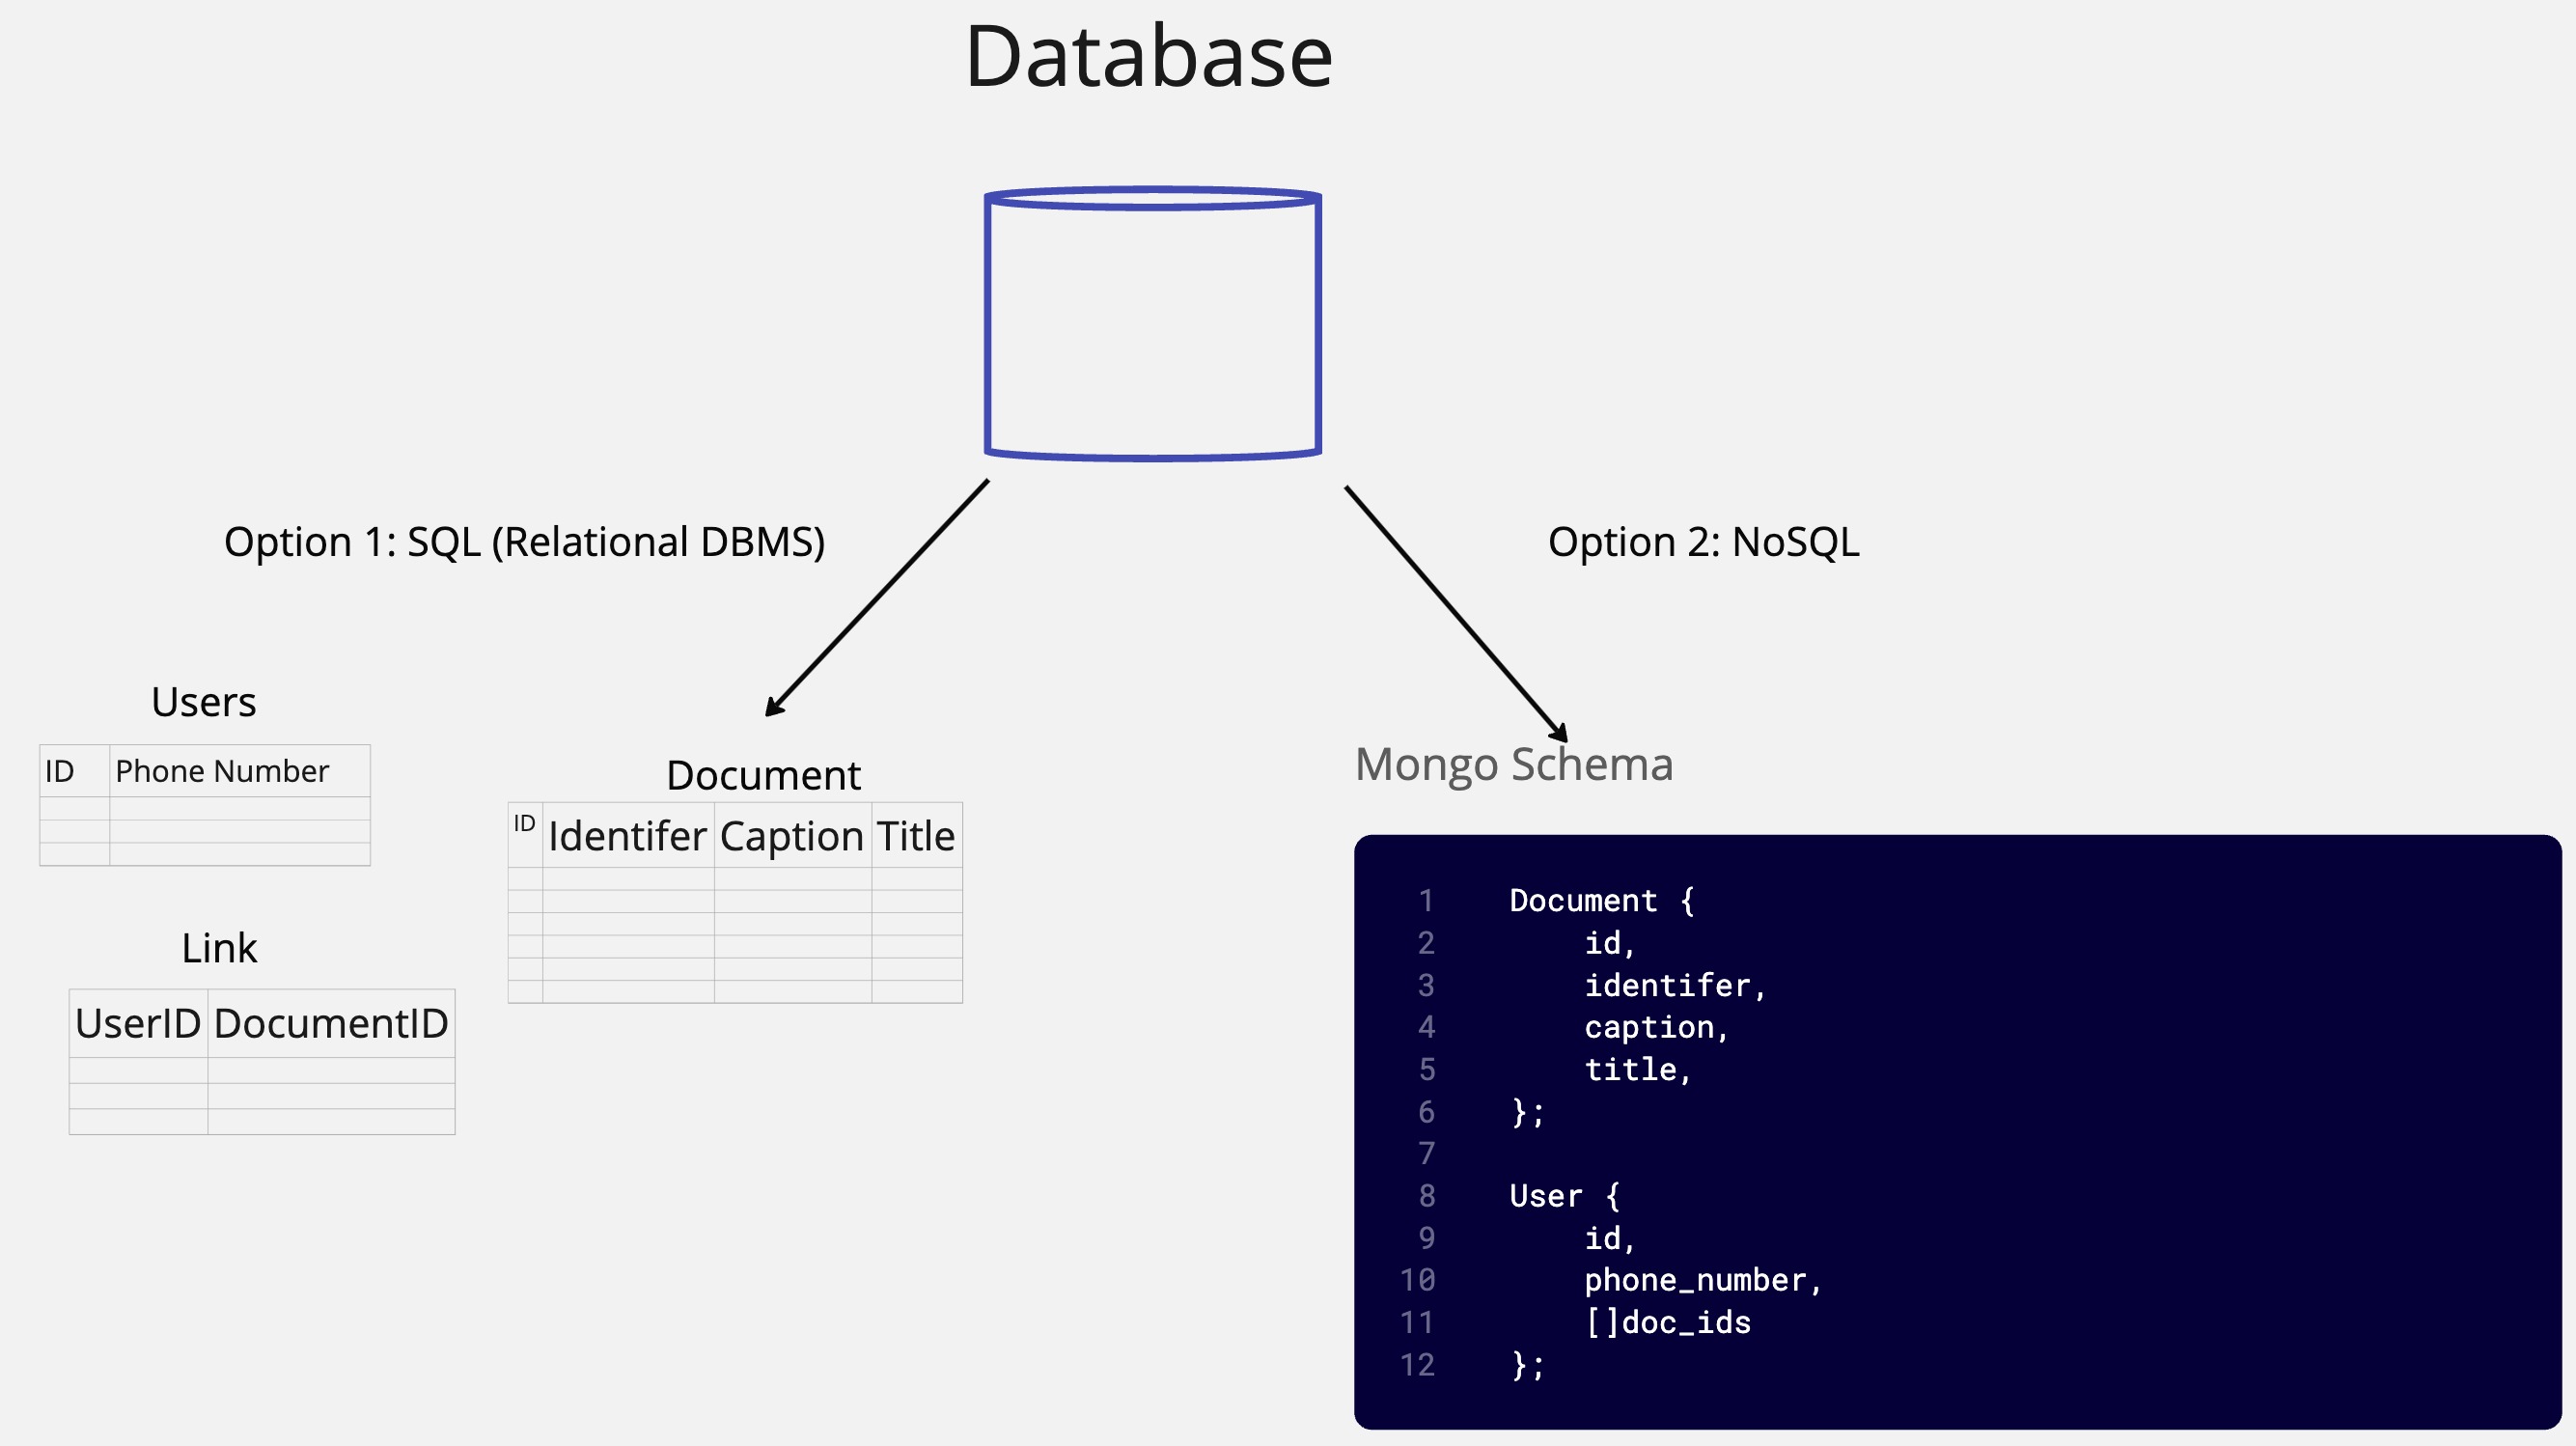 Database
Option 1: SQL (Relational DBMS)
Option 2: NoSQL
Users
ID Phone Number
Link
UserID DocumentID
Document
ID Identifer Caption Title
Mongo Schema
1 Document {
2 id,
3 identifer,
4 caption,
5 title,
6 };
7
8 User {
9 id,
10 phone_number,
11 []doc_ids
12 };